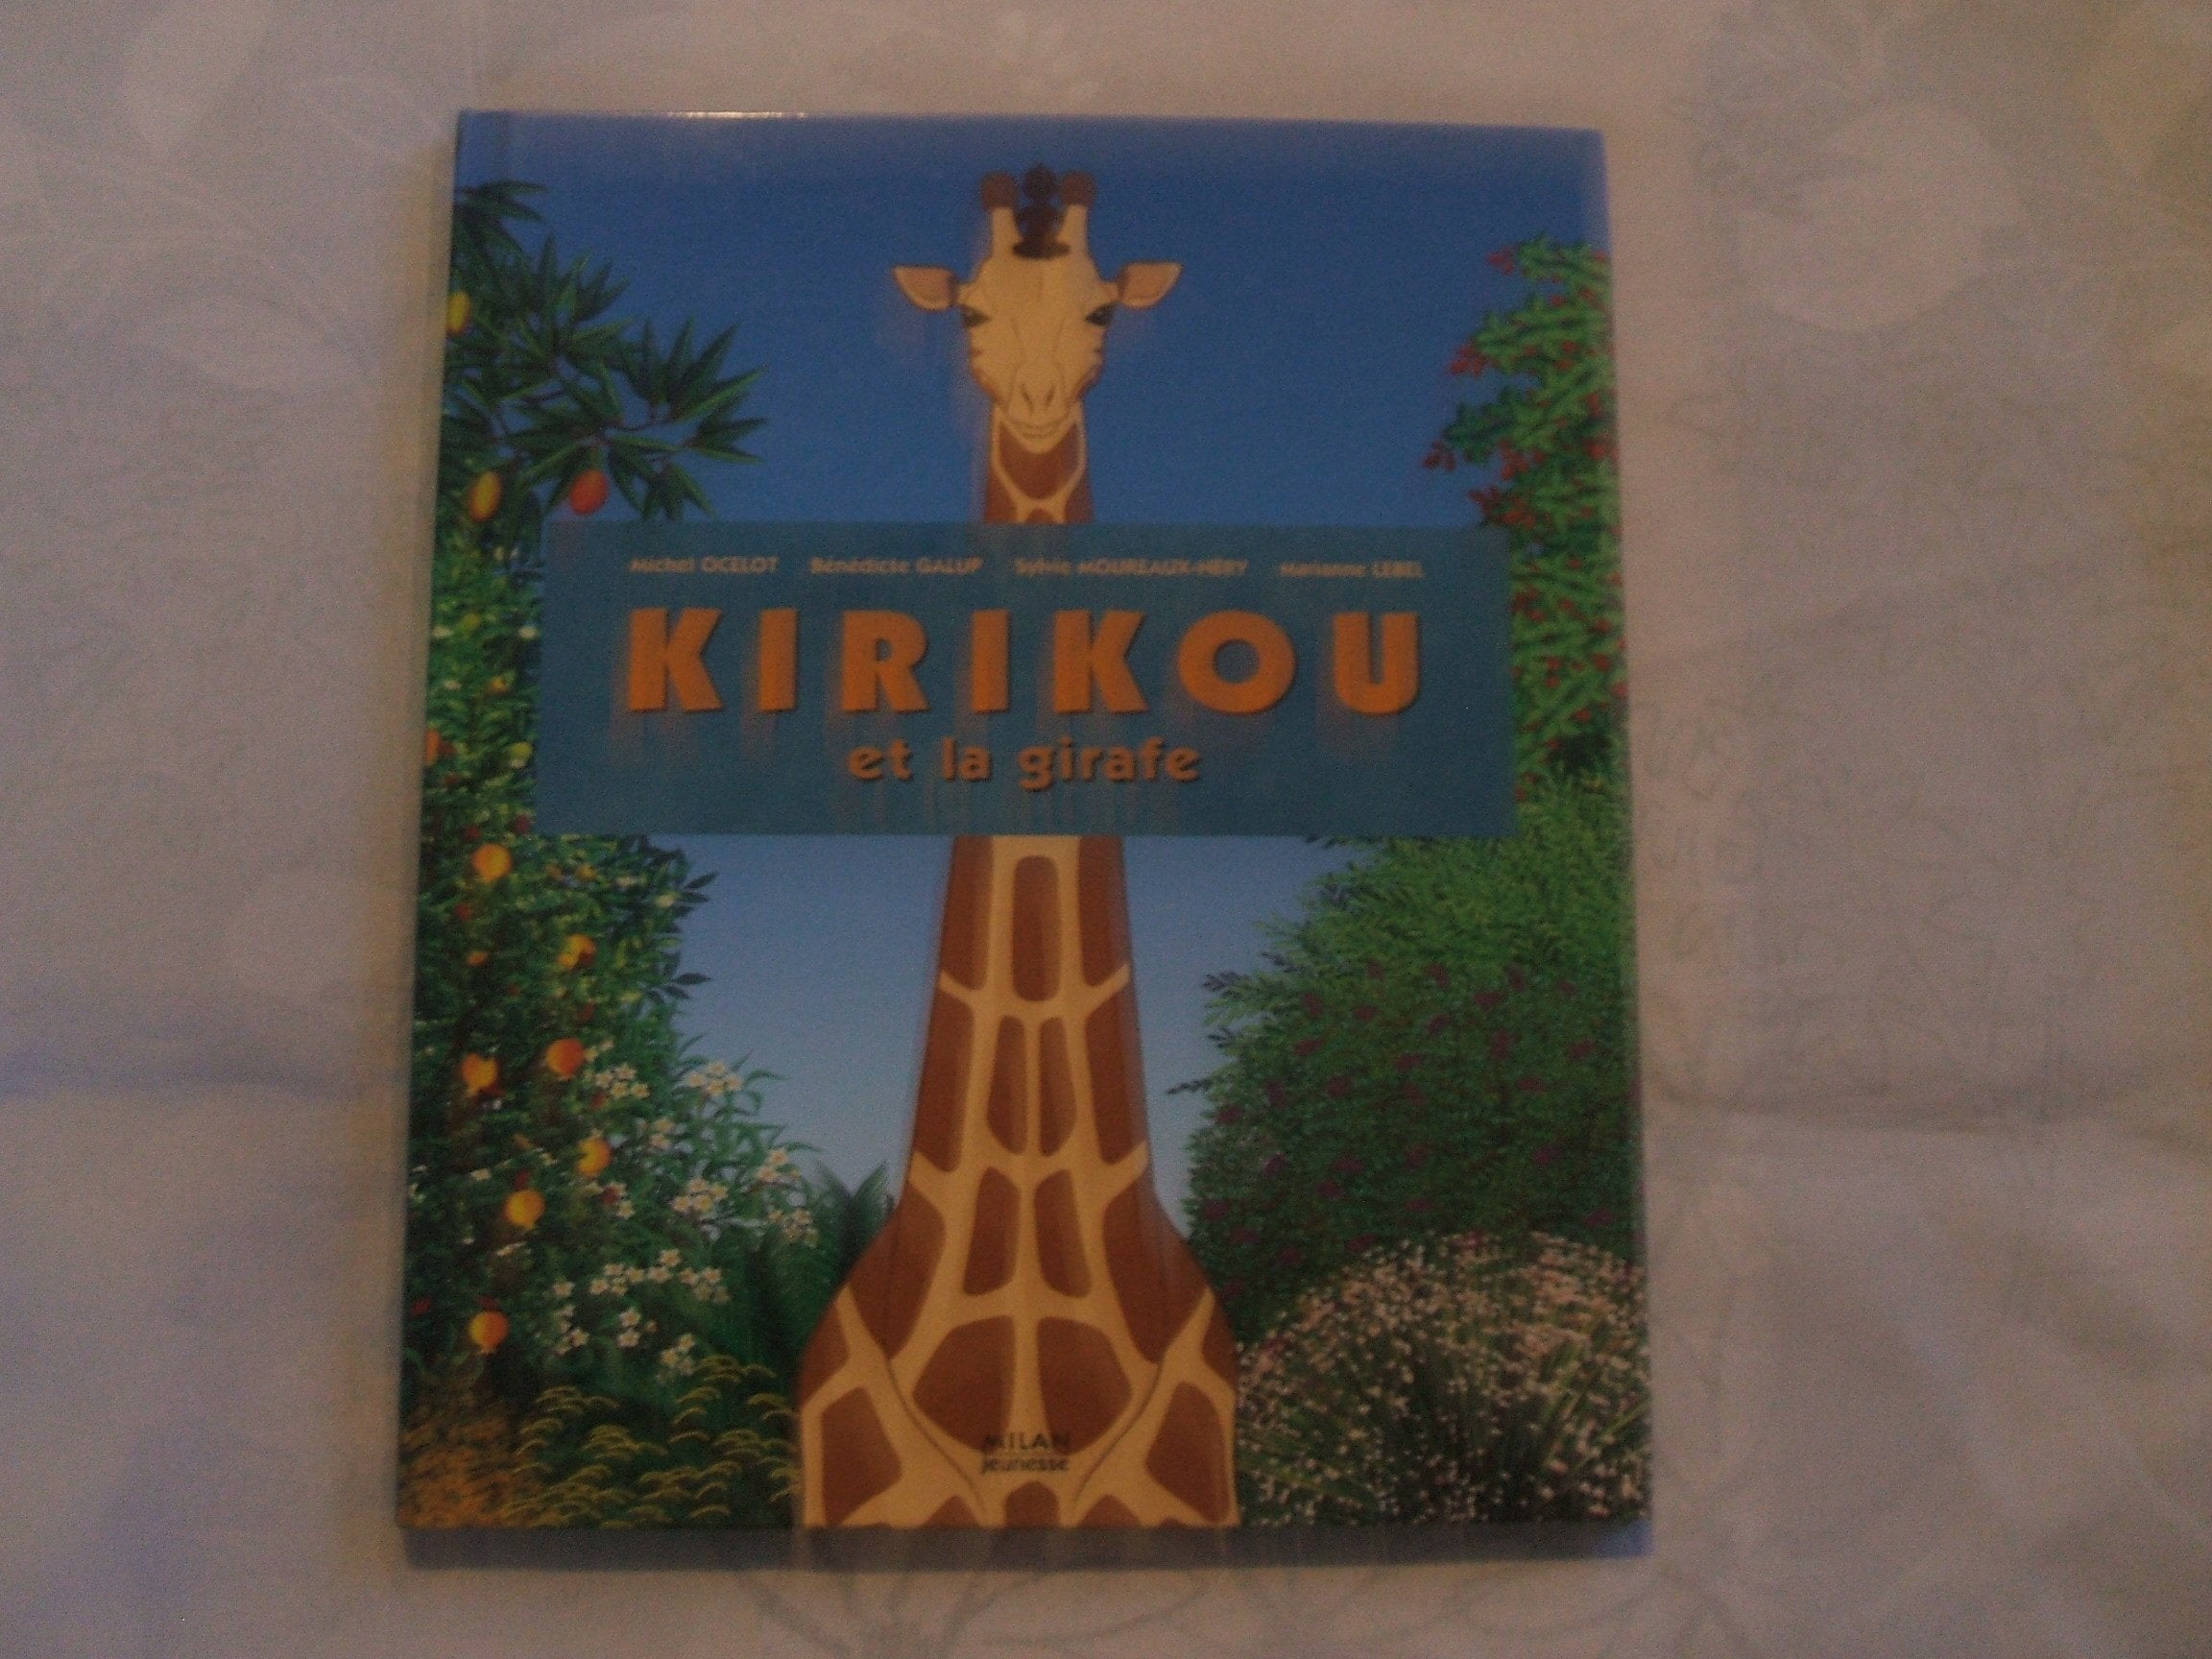 Michel OCELOT Bénédicte GALUP Sylvie MOUREAUX-NÉRY Marianne LEBEL
KIRIKOU
et la girafe
MILAN
jeunesse